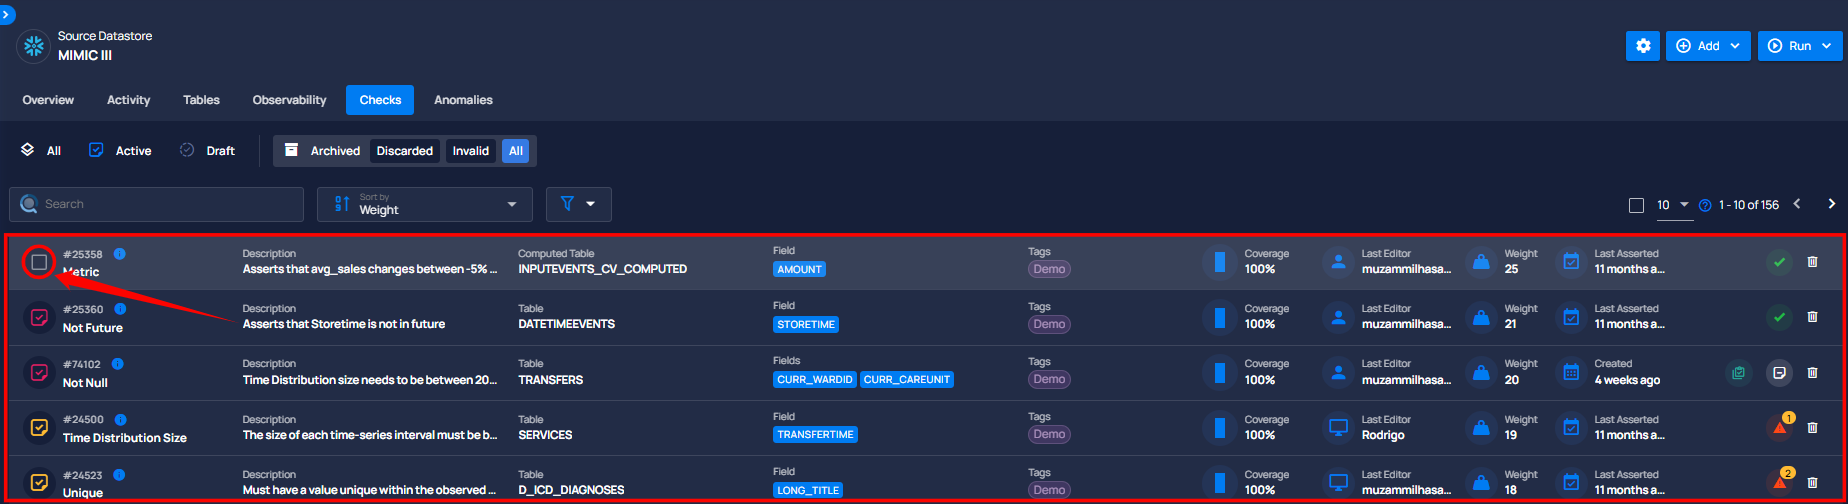 Source Datastore
MIMIC III
Add
Run
Overview
Activity
Tables
Observability
Checks
Anomalies
All
Active
Draft
Archived
Discarded
Invalid
All
Search
Sort by
Weight
10
1 - 10 of 156
#25358
Metric
Description
Asserts that avg_sales changes between -5% ...
Computed Table
INPUTEVENTS_CV_COMPUTED
Field
AMOUNT
Tags
Demo
Coverage
100%
Last Editor
muzammilhasa...
Weight
25
Last Asserted
11 months a...
#25360
Not Future
Description
Asserts that Storetime is not in future
Table
DATETIMEEVENTS
Field
STORETIME
Tags
Demo
Coverage
100%
Last Editor
muzammilhasa...
Weight
21
Last Asserted
11 months a...
#74102
Not Null
Description
Time Distribution size needs to be between 20...
Table
TRANSFERS
Fields
CURR_WARDID CURR_CAREUNIT
Tags
Demo
Coverage
100%
Last Editor
muzammilhasa...
Weight
20
Created
4 weeks ago
#24500
Time Distribution Size
Description
The size of each time-series interval must be b...
Table
SERVICES
Field
TRANSFERTIME
Tags
Demo
Coverage
100%
Last Editor
Rodrigo
Weight
19
Last Asserted
11 months a...
1
#24523
Unique
Description
Must have a value unique within the observed ...
Table
D_ICD_DIAGNOSES
Field
LONG_TITLE
Tags
Demo
Coverage
100%
Last Editor
muzammilhasa...
Weight
18
Last Asserted
11 months a...
2